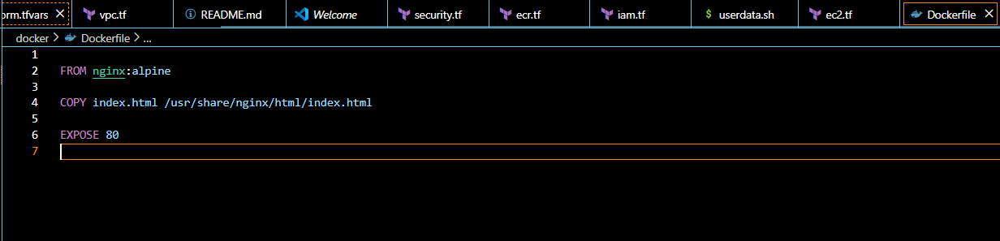 orm.tfvars vpc.tf README.md Welcome security.tf ecr.tf iam.tf $ userdata.sh ec2.tf Dockerfile
docker > Dockerfile > ...
1
2 FROM nginx:alpine
3
4 COPY index.html /usr/share/nginx/html/index.html
5
6 EXPOSE 80
7